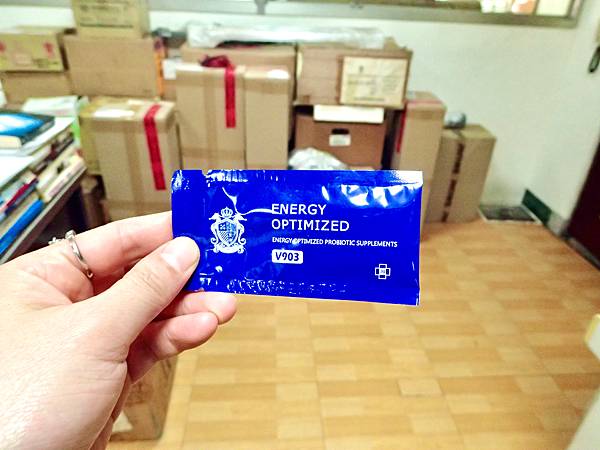 ENERGY
OPTIMIZED
ENERGY OPTIMIZED PROBIOTIC SUPPLEMENTS
V903